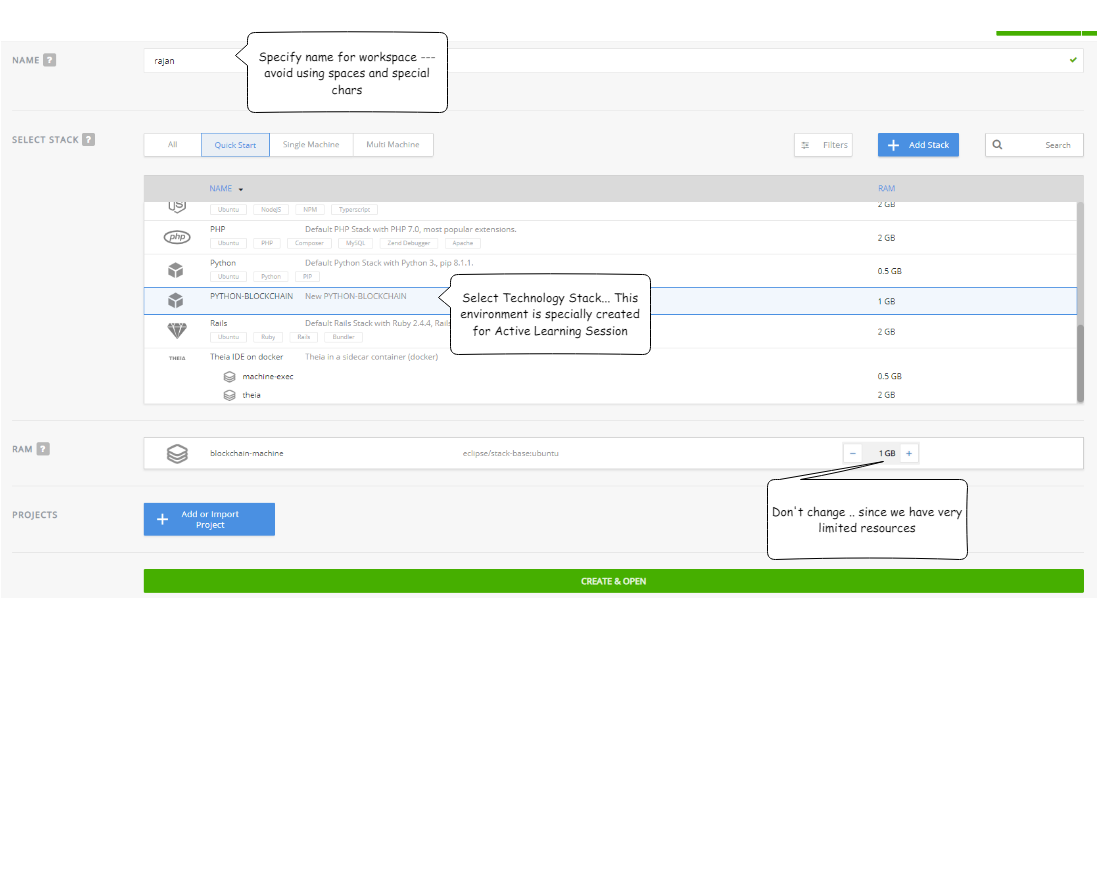 NAME ?
rajan
Specify name for workspace ---
avoid using spaces and special
chars
SELECT STACK ?
All
Quick Start
Single Machine
Multi Machine
Filters
+ Add Stack
Search
NAME
RAM
JS
2 GB
Ubuntu NodeJS NPM Typerscript
php
PHP
Default PHP Stack with PHP 7.0, most popular extensions.
2 GB
Ubuntu PHP Composer MySQL Zend Debugger Apache
Python
Default Python Stack with Python 3., pip 8.1.1.
0.5 GB
Ubuntu Python PIP
PYTHON-BLOCKCHAIN
New PYTHON-BLOCKCHAIN
1 GB
Select Technology Stack... This
environment is specially created
for Active Learning Session
Rails
Default Rails Stack with Ruby 2.4.4, Rails
2 GB
Ubuntu Ruby Rails Bundler
THEIA
Theia IDE on docker
Theia in a sidecar container (docker)
machine-exec
0.5 GB
theia
2 GB
RAM ?
blockchain-machine
eclipse/stack-base:ubuntu
− 1 GB +
Don't change .. since we have very
limited resources
PROJECTS
+ Add or Import
Project
CREATE & OPEN